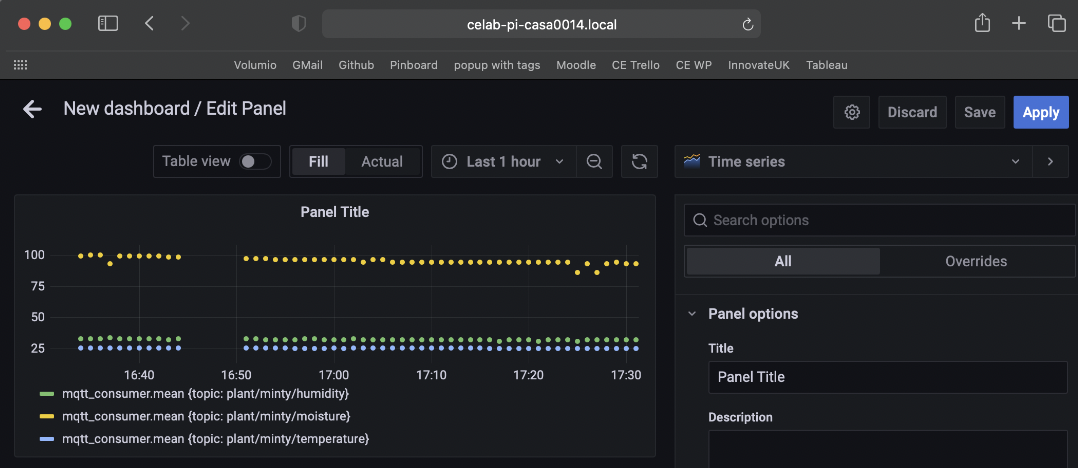 celab-pi-casa0014.local
Volumio GMail Github Pinboard popup with tags Moodle CE Trello CE WP InnovateUK Tableau
New dashboard / Edit Panel
Discard Save Apply
Table view Fill Actual Last 1 hour Time series
Panel Title
Search options
All Overrides
100
75
50
25
16:40 16:50 17:00 17:10 17:20 17:30
mqtt_consumer.mean {topic: plant/minty/humidity}
mqtt_consumer.mean {topic: plant/minty/moisture}
mqtt_consumer.mean {topic: plant/minty/temperature}
Panel options
Title
Panel Title
Description